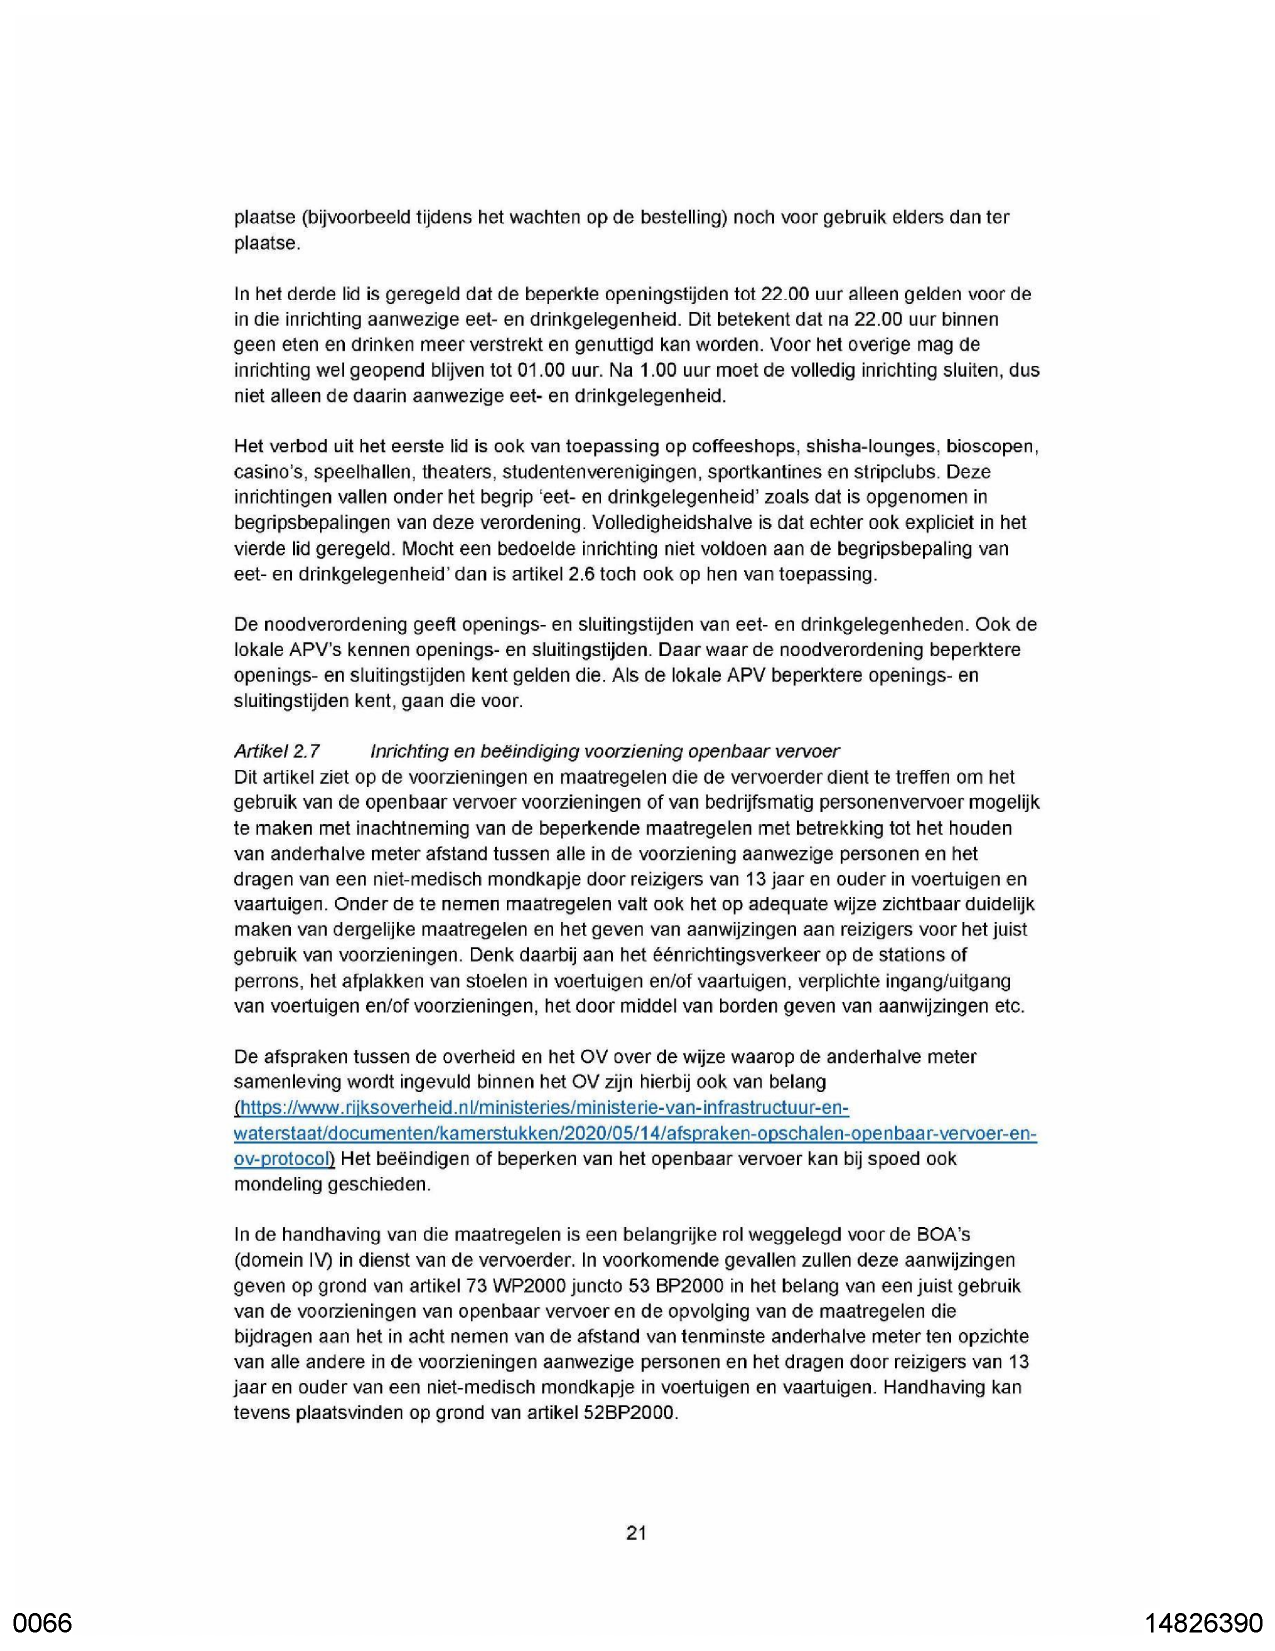 plaatse (bijvoorbeeld tijdens het wachten op de bestelling) noch voor gebruik elders dan ter
plaatse.
In het derde lid is geregeld dat de beperkte openingstijden tot 22.00 uur alleen gelden voor de
in die inrichting aanwezige eet- en drinkgelegenheid. Dit betekent dat na 22.00 uur binnen
geen eten en drinken meer verstrekt en genuttigd kan worden. Voor het overige mag de
inrichting wel geopend blijven tot 01.00 uur. Na 1.00 uur moet de volledig inrichting sluiten, dus
niet alleen de daarin aanwezige eet- en drinkgelegenheid.
Het verbod uit het eerste lid is ook van toepassing op coffeeshops, shisha-lounges, bioscopen,
casino's, speelhallen, theaters, studentenverenigingen, sportkantines en stripclubs. Deze
inrichtingen vallen onder het begrip 'eet- en drinkgelegenheid' zoals dat is opgenomen in
begripsbepalingen van deze verordening. Volledigheidshalve is dat echter ook expliciet in het
vierde lid geregeld. Mocht een bedoelde inrichting niet voldoen aan de begripsbepaling van
eet- en drinkgelegenheid' dan is artikel 2.6 toch ook op hen van toepassing.
De noodverordening geeft openings- en sluitingstijden van eet- en drinkgelegenheden. Ook de
lokale APV's kennen openings- en sluitingstijden. Daar waar de noodverordening beperktere
openings- en sluitingstijden kent gelden die. Als de lokale APV beperktere openings- en
sluitingstijden kent, gaan die voor.
Artikel 2.7 Inrichting en beëindiging voorziening openbaar vervoer
Dit artikel ziet op de voorzieningen en maatregelen die de vervoerder dient te treffen om het
gebruik van de openbaar vervoer voorzieningen of van bedrijfsmatig personenvervoer mogelijk
te maken met inachtneming van de beperkende maatregelen met betrekking tot het houden
van anderhalve meter afstand tussen alle in de voorziening aanwezige personen en het
dragen van een niet-medisch mondkapje door reizigers van 13 jaar en ouder in voertuigen en
vaartuigen. Onder de te nemen maatregelen valt ook het op adequate wijze zichtbaar duidelijk
maken van dergelijke maatregelen en het geven van aanwijzingen aan reizigers voor het juist
gebruik van voorzieningen. Denk daarbij aan het éénrichtingsverkeer op de stations of
perrons, het afplakken van stoelen in voertuigen en/of vaartuigen, verplichte ingang/uitgang
van voertuigen en/of voorzieningen, het door middel van borden geven van aanwijzingen etc.
De afspraken tussen de overheid en het OV over de wijze waarop de anderhalve meter
samenleving wordt ingevuld binnen het OV zijn hierbij ook van belang
(https://www.rijksoverheid.nl/ministeries/ministerie-van-infrastructuur-en-
waterstaat/documenten/kamerstukken/2020/05/14/afspraken-opschalen-openbaar-vervoer-en-
ov-protocol) Het beëindigen of beperken van het openbaar vervoer kan bij spoed ook
mondeling geschieden.
In de handhaving van die maatregelen is een belangrijke rol weggelegd voor de BOA's
(domein IV) in dienst van de vervoerder. In voorkomende gevallen zullen deze aanwijzingen
geven op grond van artikel 73 WP2000 juncto 53 BP2000 in het belang van een juist gebruik
van de voorzieningen van openbaar vervoer en de opvolging van de maatregelen die
bijdragen aan het in acht nemen van de afstand van tenminste anderhalve meter ten opzichte
van alle andere in de voorzieningen aanwezige personen en het dragen door reizigers van 13
jaar en ouder van een niet-medisch mondkapje in voertuigen en vaartuigen. Handhaving kan
tevens plaatsvinden op grond van artikel 52BP2000.
21
0066
14826390